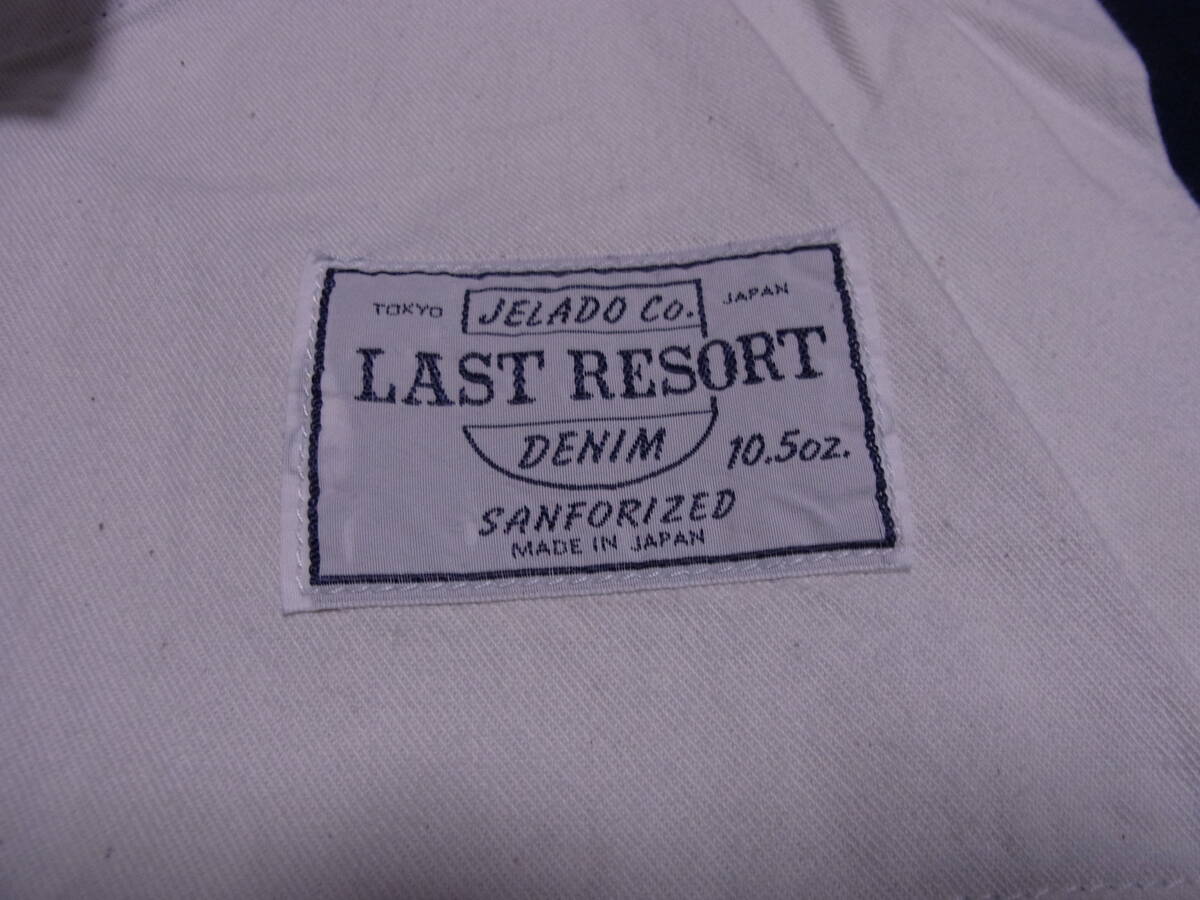 TOKYO JELADO Co. JAPAN
LAST RESORT
DENIM 10.5oz.
SANFORIZED
MADE IN JAPAN